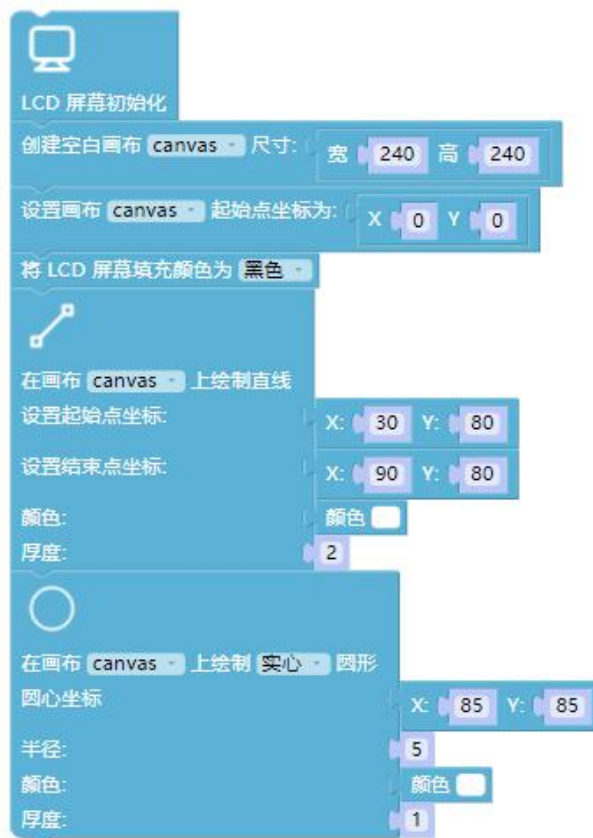 LCD 屏幕初始化
创建空白画布 canvas 尺寸: 宽 240 高 240
设置画布 canvas 起始点坐标为: X 0 Y 0
将 LCD 屏幕填充颜色为 黑色
在画布 canvas 上绘制直线
设置起始点坐标: X: 30 Y: 80
设置结束点坐标: X: 90 Y: 80
颜色: 颜色
厚度: 2
在画布 canvas 上绘制 实心 圆形
圆心坐标 X: 85 Y: 85
半径: 5
颜色: 颜色
厚度: 1